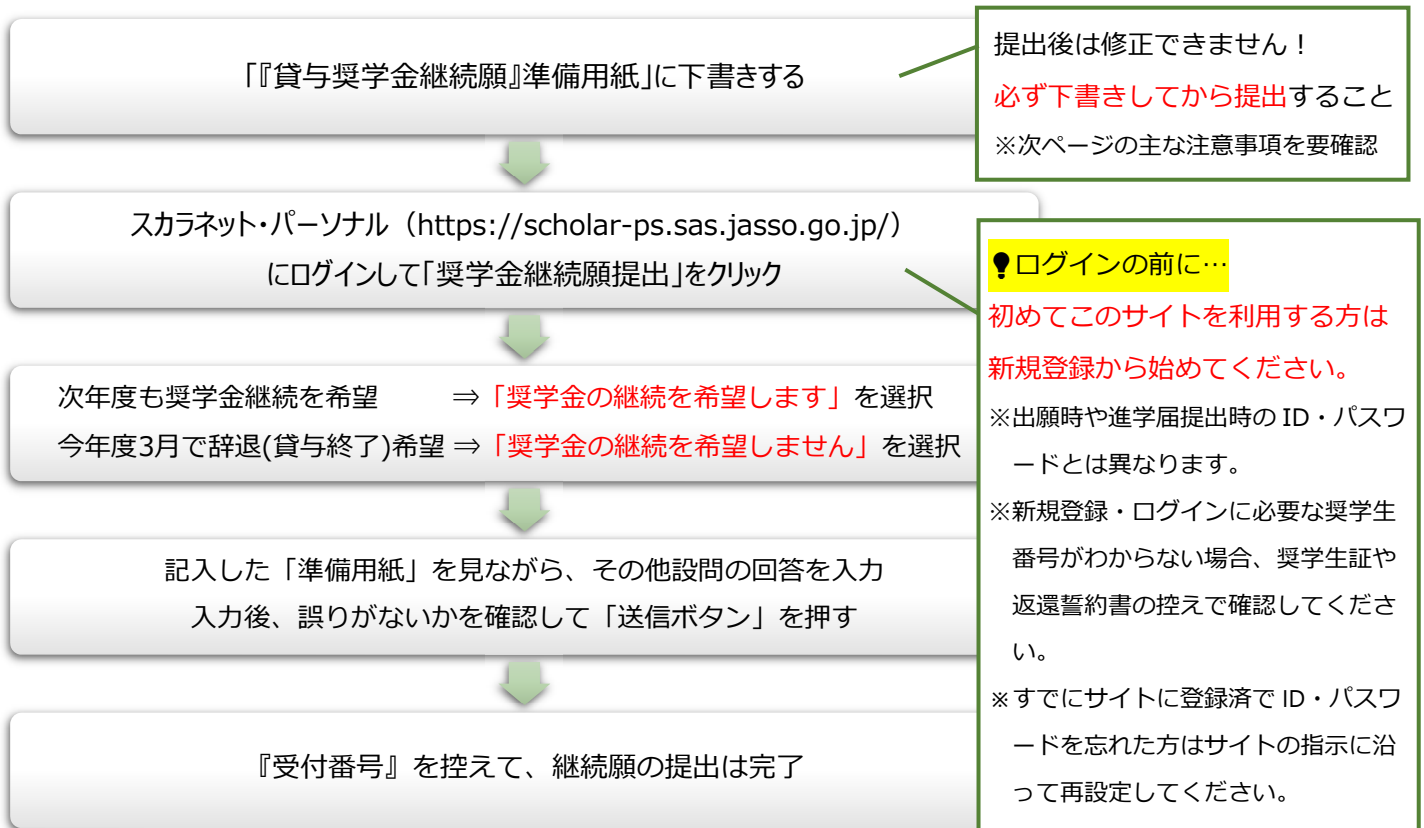 「『貸与奨学金継続願』準備用紙」に下書きする
提出後は修正できません！
必ず下書きしてから提出すること
※次ページの主な注意事項を要確認
スカラネット・パーソナル（https://scholar-ps.sas.jasso.go.jp/）
にログインして「奨学金継続願提出」をクリック
ログインの前に…
初めてこのサイトを利用する方は
新規登録から始めてください。
※出願時や進学届提出時の ID・パスワ
ードとは異なります。
※新規登録・ログインに必要な奨学生
番号がわからない場合、奨学生証や
返還誓約書の控えで確認してくださ
い。
※すでにサイトに登録済で ID・パスワ
ードを忘れた方はサイトの指示に沿
って再設定してください。
次年度も奨学金継続を希望 ⇒「奨学金の継続を希望します」を選択
今年度3月で辞退(貸与終了)希望 ⇒「奨学金の継続を希望しません」を選択
記入した「準備用紙」を見ながら、その他設問の回答を入力
入力後、誤りがないかを確認して「送信ボタン」を押す
『受付番号』を控えて、継続願の提出は完了